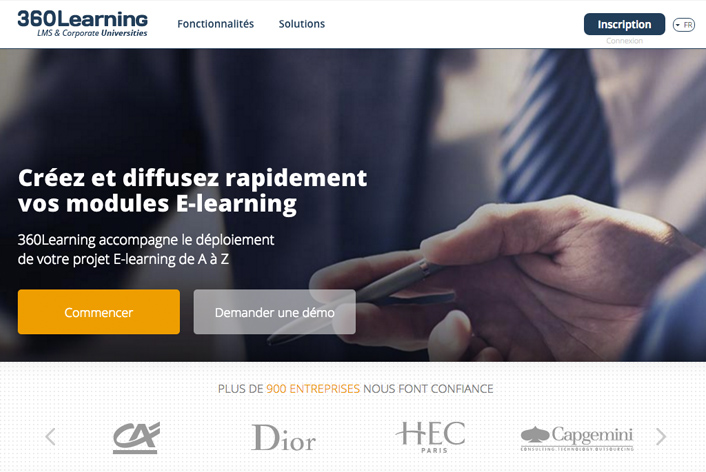 360Learning
LMS & Corporate Universities
Fonctionnalités
Solutions
Inscription
FR
Connexion
Créez et diffusez rapidement
vos modules E-learning
360Learning accompagne le déploiement
de votre projet E-learning de A à Z
Commencer
Demander une démo
PLUS DE 900 ENTREPRISES NOUS FONT CONFIANCE
CA
Dior
HEC
PARIS
Capgemini
CONSULTING.TECHNOLOGY.OUTSOURCING